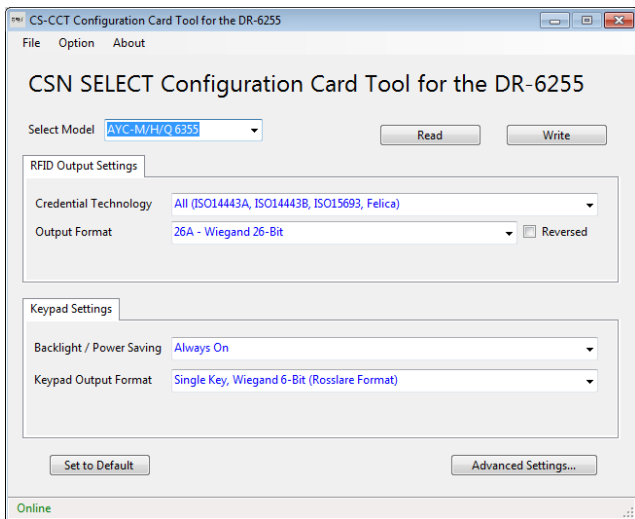 CS-CCT Configuration Card Tool for the DR-6255
File Option About
CSN SELECT Configuration Card Tool for the DR-6255
Select Model AYC-M/H/Q 6355 Read Write
RFID Output Settings
Credential Technology All (ISO14443A, ISO14443B, ISO15693, Felica)
Output Format 26A - Wiegand 26-Bit Reversed
Keypad Settings
Backlight / Power Saving Always On
Keypad Output Format Single Key, Wiegand 6-Bit (Rosslare Format)
Set to Default Advanced Settings...
Online